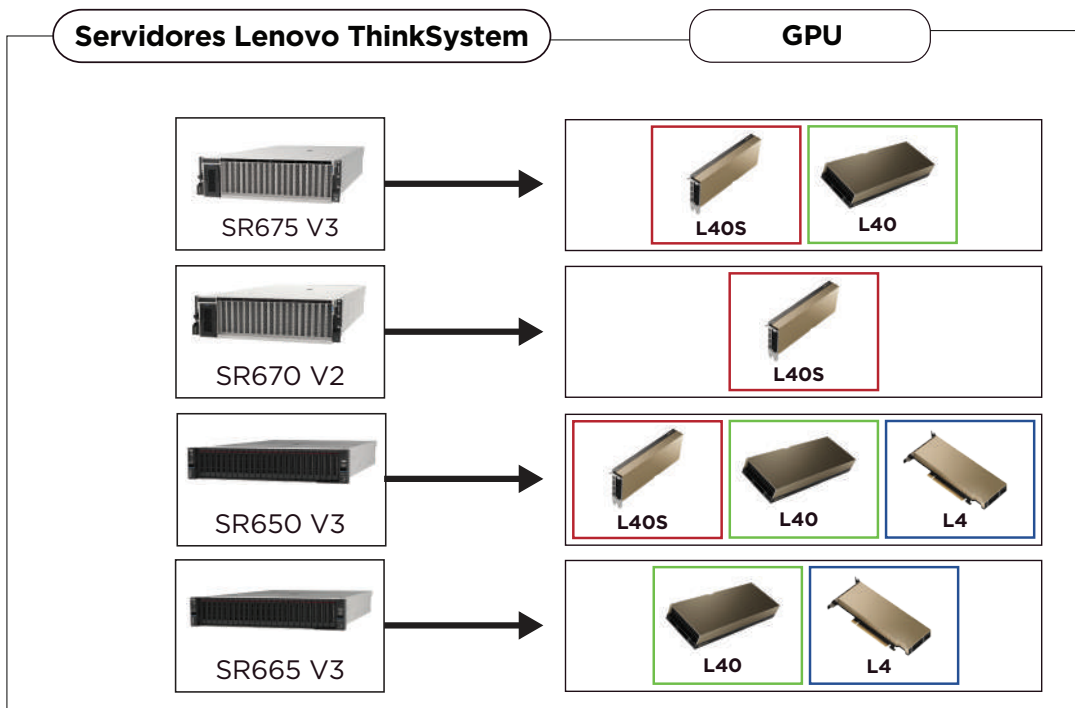 Servidores Lenovo ThinkSystem
GPU
SR675 V3
L40S
L40
SR670 V2
L40S
SR650 V3
L40S
L40
L4
SR665 V3
L40
L4